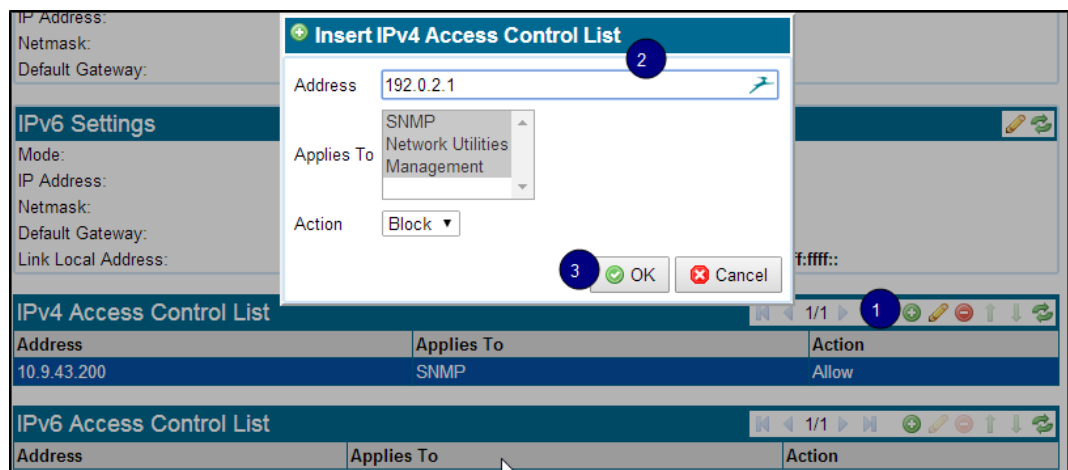 IP Address:
Netmask:
Default Gateway:
Insert IPv4 Access Control List
2
Address 192.0.2.1
Applies To
SNMP
Network Utilities
Management
Action Block
3 OK Cancel
IPv6 Settings
Mode:
IP Address:
Netmask:
Default Gateway:
Link Local Address: f:ffff::
IPv4 Access Control List 1/1 1
Address Applies To Action
10.9.43.200 SNMP Allow
IPv6 Access Control List 1/1
Address Applies To Action